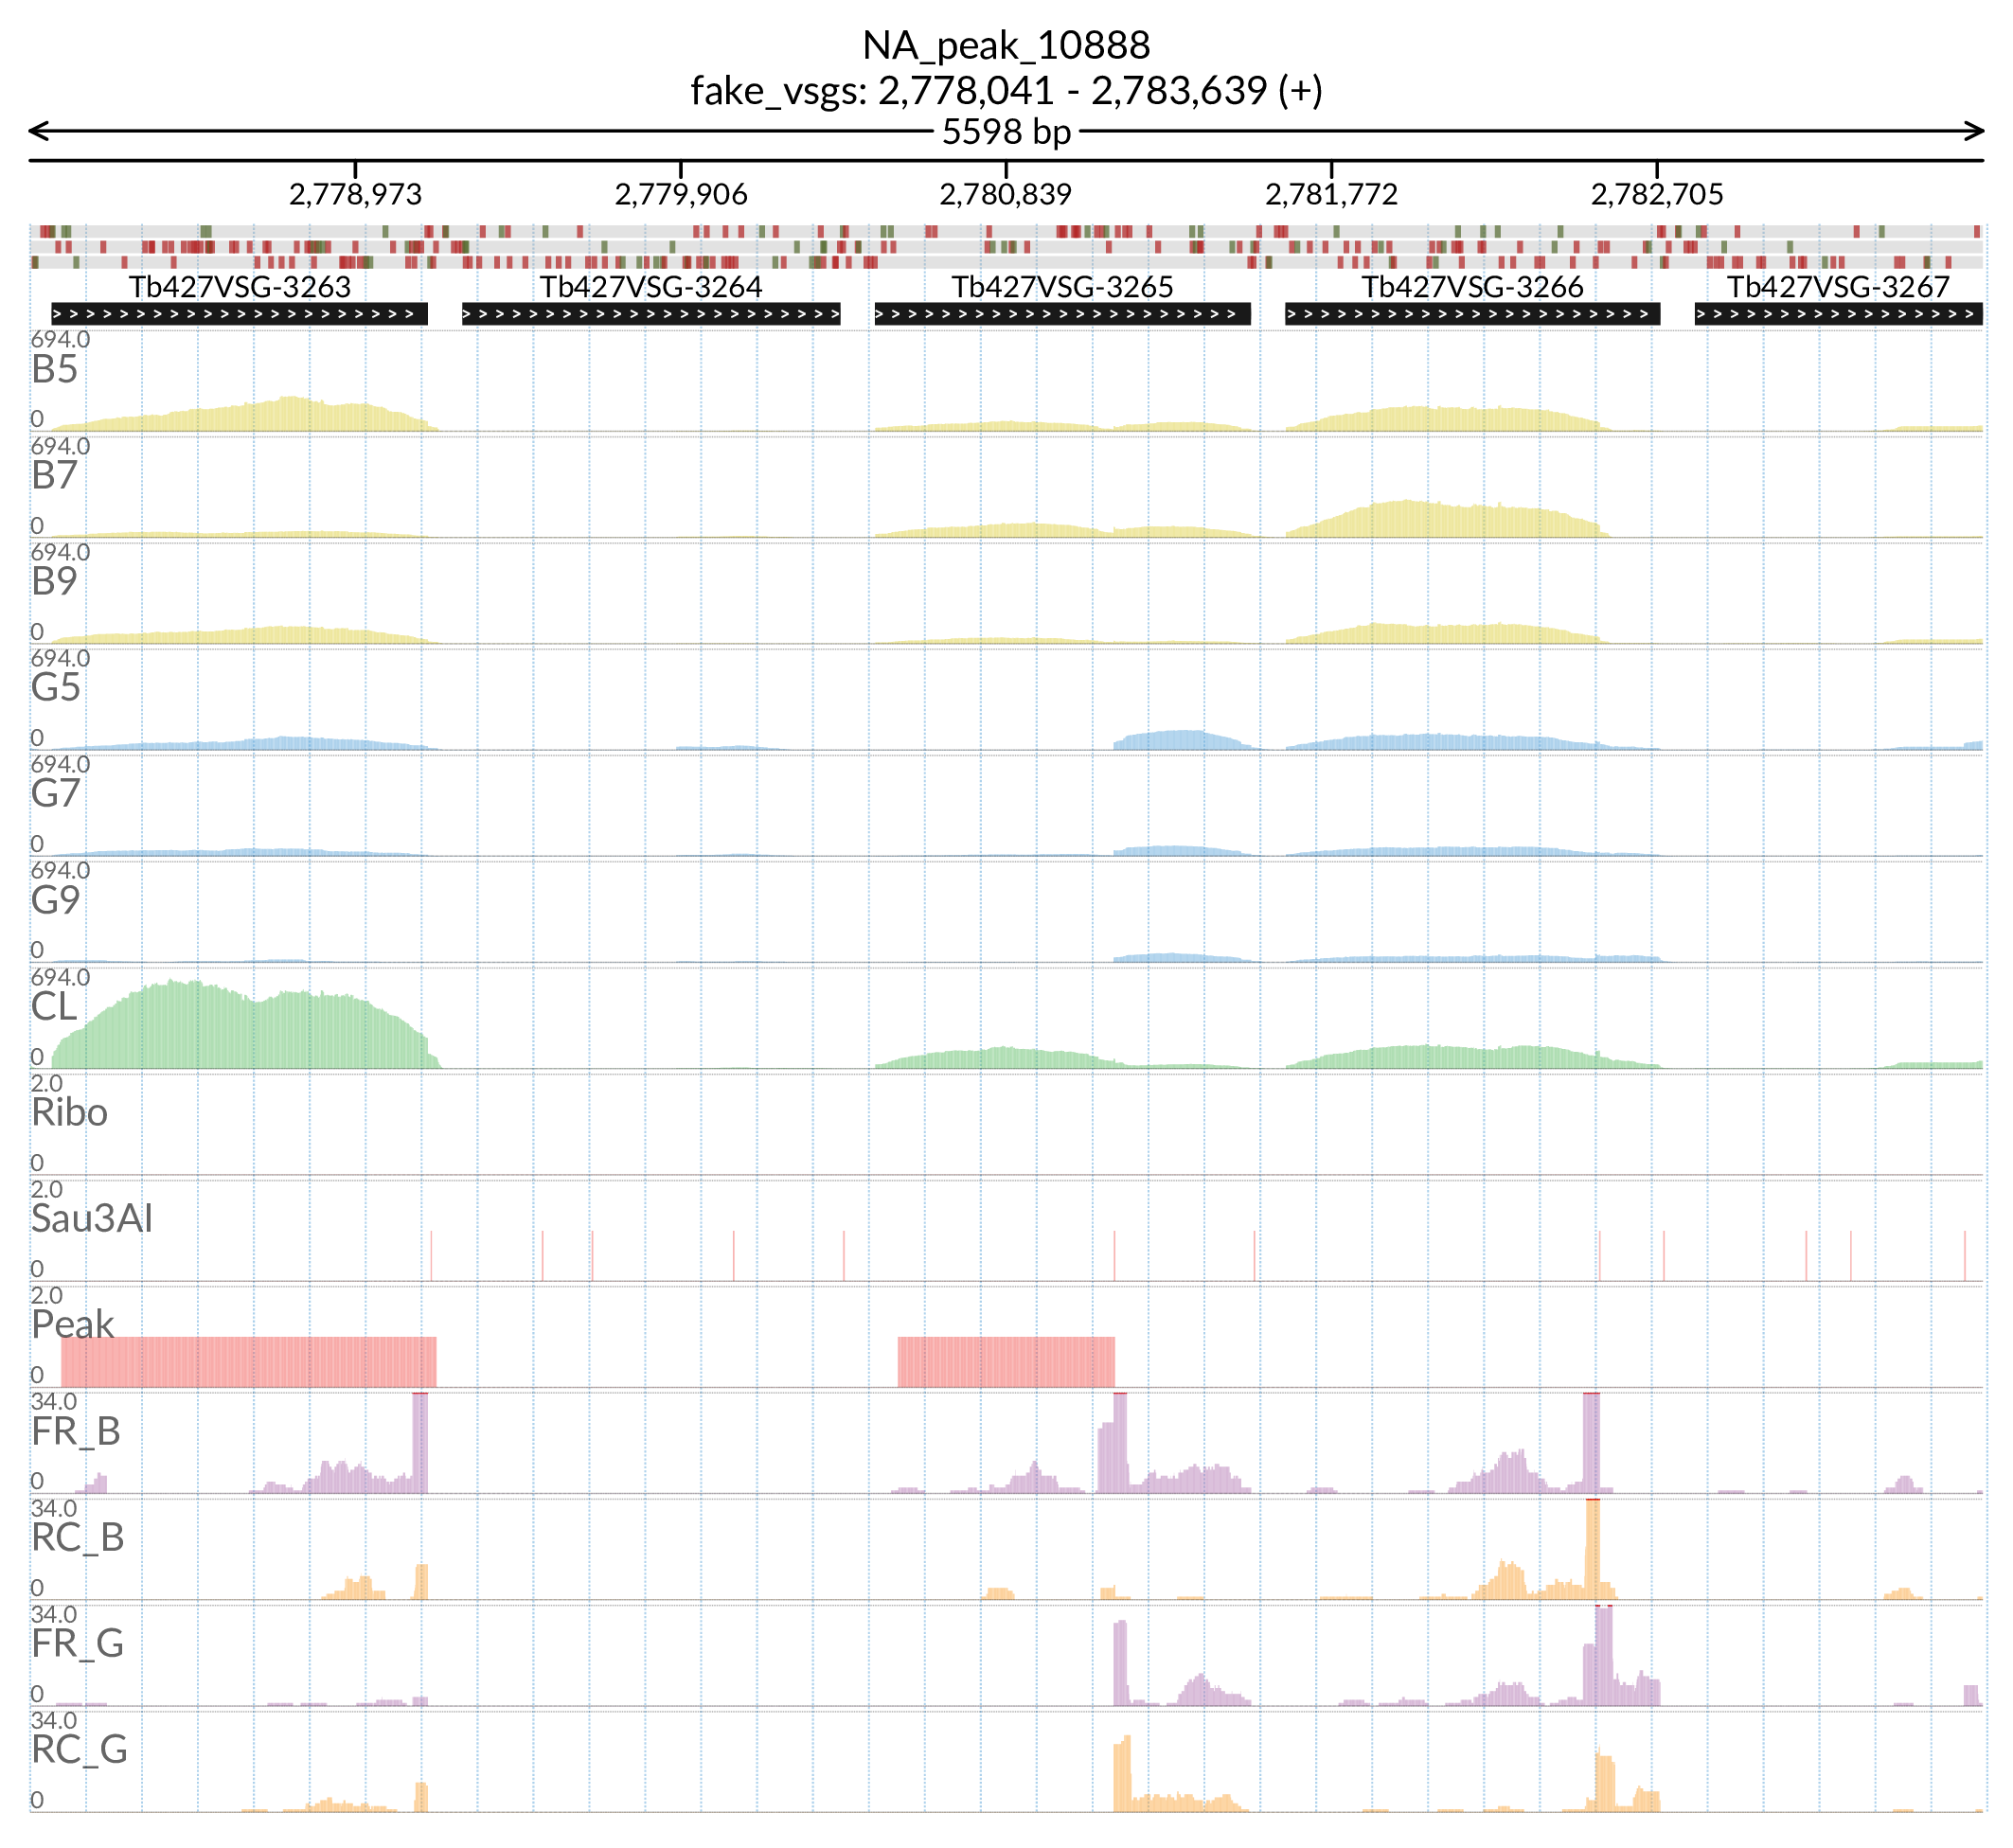 NA_peak_10888
fake_vsgs: 2,778,041 - 2,783,639 (+)
5598 bp
2,778,973 2,779,906 2,780,839 2,781,772 2,782,705
Tb427VSG-3263 Tb427VSG-3264 Tb427VSG-3265 Tb427VSG-3266 Tb427VSG-3267
694.0
B5
0
694.0
B7
0
694.0
B9
0
694.0
G5
0
694.0
G7
0
694.0
G9
0
694.0
CL
0
2.0
Ribo
0
2.0
Sau3AI
0
2.0
Peak
0
34.0
FR_B
0
34.0
RC_B
0
34.0
FR_G
0
34.0
RC_G
0